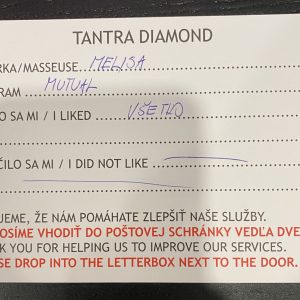 TANTRA DIAMOND
RKA/MASSEUSE MELISA
RAM MUTUAL
O SA MI / I LIKED VŠETKO
ČILO SA MI / I DID NOT LIKE
UJEME, ŽE NÁM POMÁHATE ZLEPŠIŤ NAŠE SLUŽBY.
OSÍME VHODIŤ DO POŠTOVEJ SCHRÁNKY VEDĽA DVE
K YOU FOR HELPING US TO IMPROVE OUR SERVICES.
SE DROP INTO THE LETTERBOX NEXT TO THE DOOR.